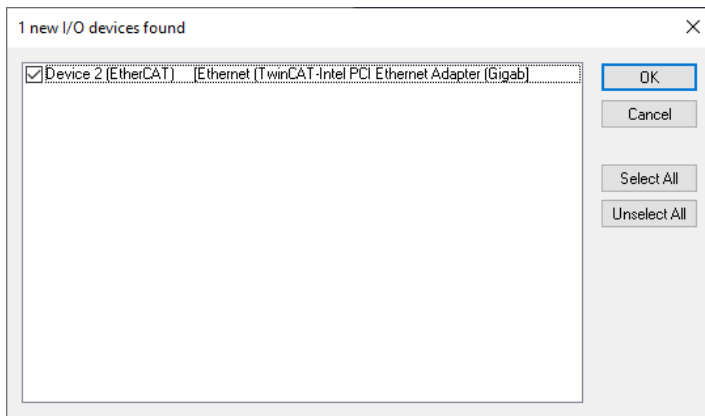 1 new I/O devices found
Device 2 (EtherCAT) [Ethernet (TwinCAT-Intel PCI Ethernet Adapter (Gigab]
OK
Cancel
Select All
Unselect All